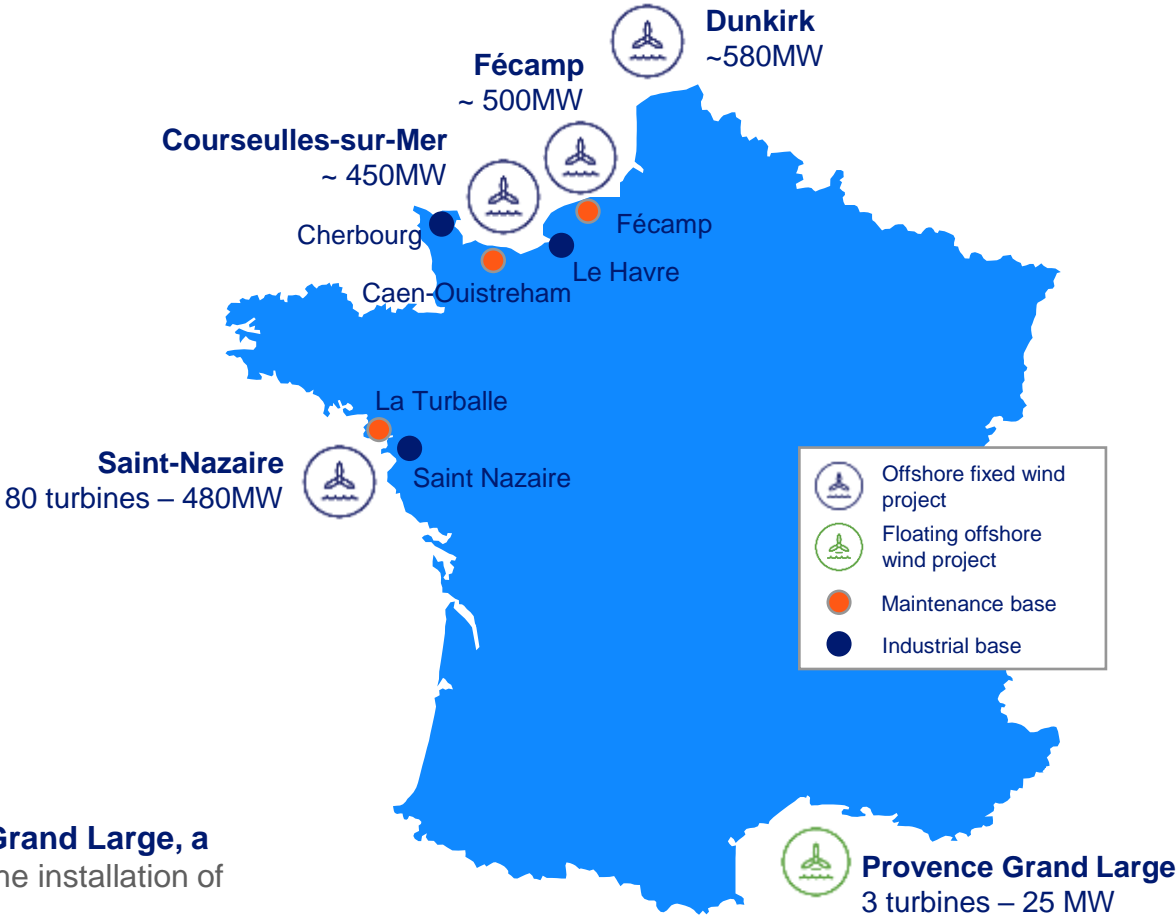 Dunkirk
~580MW
Fécamp
~ 500MW
Courseulles-sur-Mer
~ 450MW
Cherbourg
Fécamp
Le Havre
Caen-Ouistreham
La Turballe
Saint-Nazaire
80 turbines – 480MW
Saint Nazaire
Offshore fixed wind
project
Floating offshore
wind project
Maintenance base
Industrial base
Grand Large, a
ne installation of
Provence Grand Large
3 turbines – 25 MW